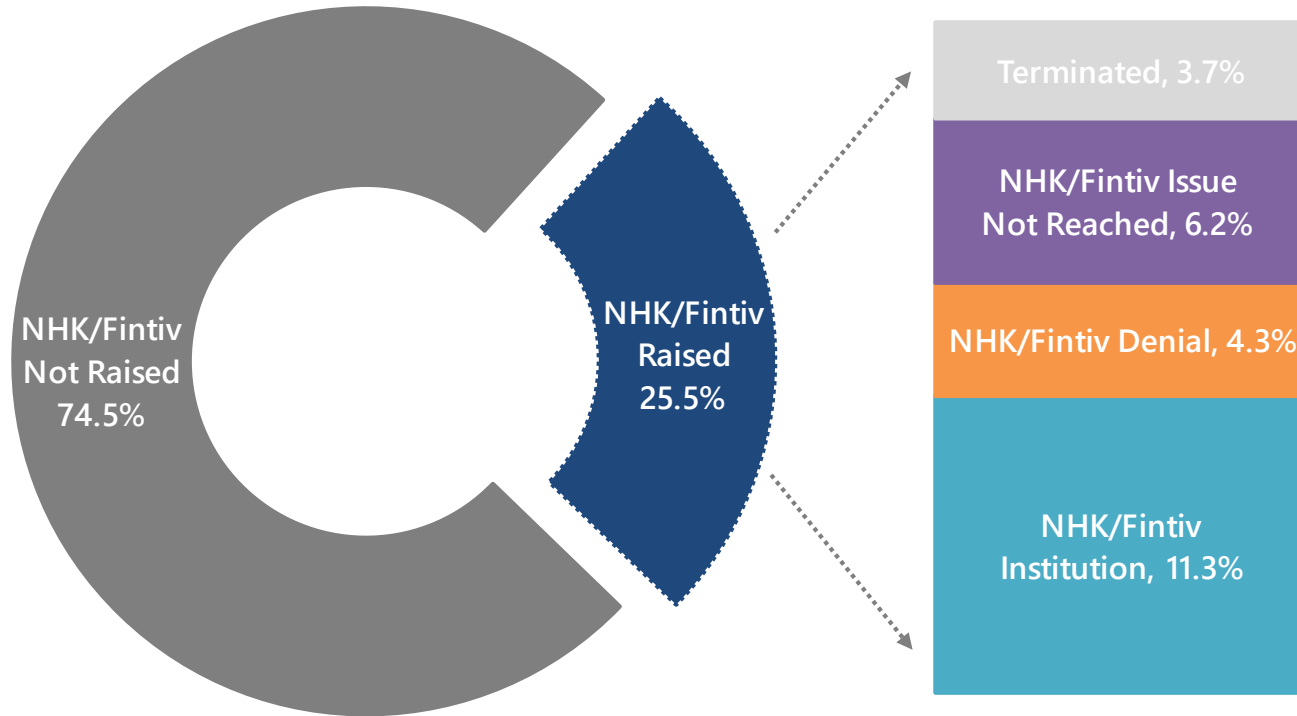 NHK/Fintiv
Not Raised
74.5%
NHK/Fintiv
Raised
25.5%
Terminated, 3.7%
NHK/Fintiv Issue
Not Reached, 6.2%
NHK/Fintiv Denial, 4.3%
NHK/Fintiv
Institution, 11.3%